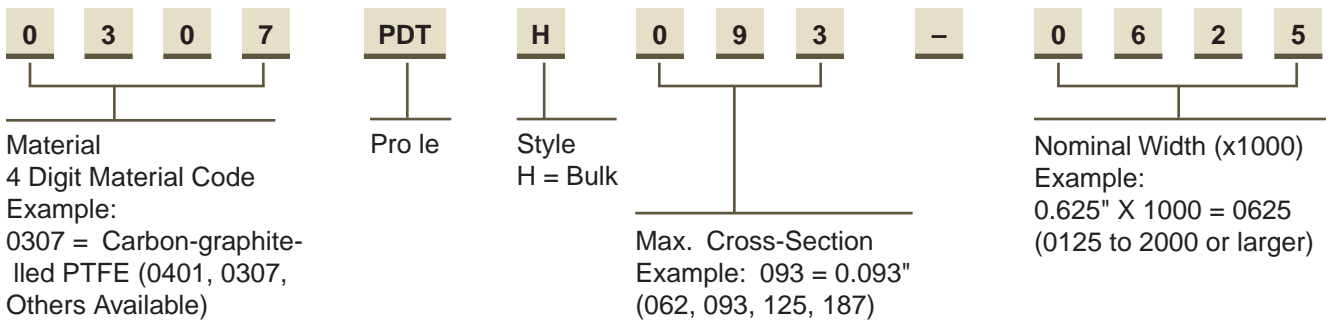 0 3 0 7 PDT H 0 9 3 – 0 6 2 5
Material
4 Digit Material Code
Example:
0307 = Carbon-graphite-
lled PTFE (0401, 0307,
Others Available)
Pro le
Style
H = Bulk
Max. Cross-Section
Example: 093 = 0.093"
(062, 093, 125, 187)
Nominal Width (x1000)
Example:
0.625" X 1000 = 0625
(0125 to 2000 or larger)